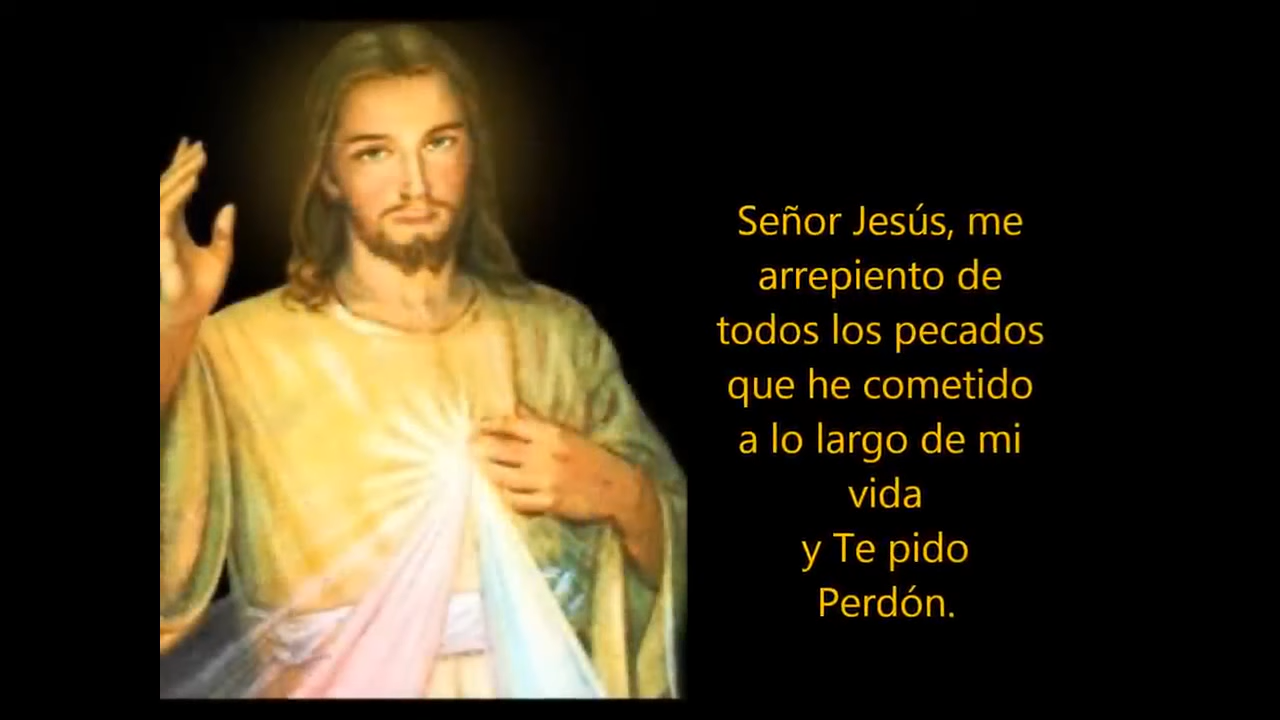 Señor Jesús, me
arrepiento de
todos los pecados
que he cometido
a lo largo de mi
vida
y Te pido
Perdón.